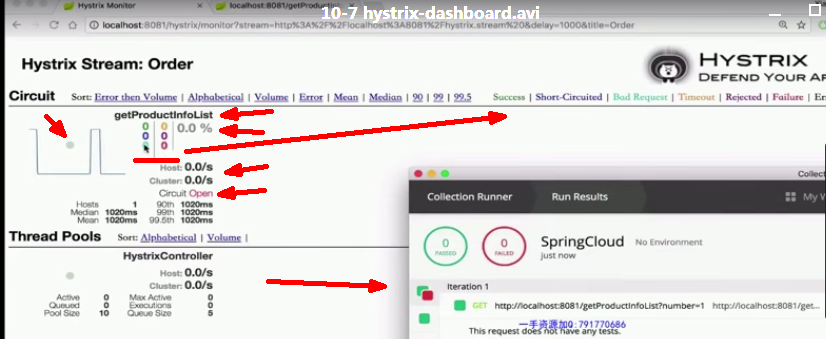 10-7 hystrix-dashboard.avi
Hystrix Monitor
localhost:8081/getProductInfo
localhost:8081/hystrix/monitor?stream=http%3A%2F%2Flocalhost%3A8081%2Fhystrix.stream%20&delay=1000&title=Order
Hystrix Stream: Order
HYSTRIX
DEFEND YOUR AP
Circuit
Sort: Error then Volume | Alphabetical | Volume | Error | Mean | Median | 90 | 99 | 99.5
Success | Short-Circuited | Bad Request | Timeout | Rejected | Failure | Er
getProductInfoList
0 0 0.0 %
0 0
0
Host: 0.0/s
Cluster: 0.0/s
Circuit Open
Hosts 1 90th 1020ms
Median 1020ms 99th 1020ms
Mean 1020ms 99.5th 1020ms
Thread Pools
Sort: Alphabetical | Volume |
HystrixController
Host: 0.0/s
Cluster: 0.0/s
Active 0 Max Active 0
Queued 0 Executions 0
Pool Size 10 Queue Size 5
Collec
Collection Runner
Run Results
My W
0
PASSED
0
FAILED
SpringCloud
No Environment
just now
Iteration 1
GET http://localhost:8081/getProductInfoList?number=1 http://localhost:8081/get...
一手资源加Q:791770686
This request does not have any tests.